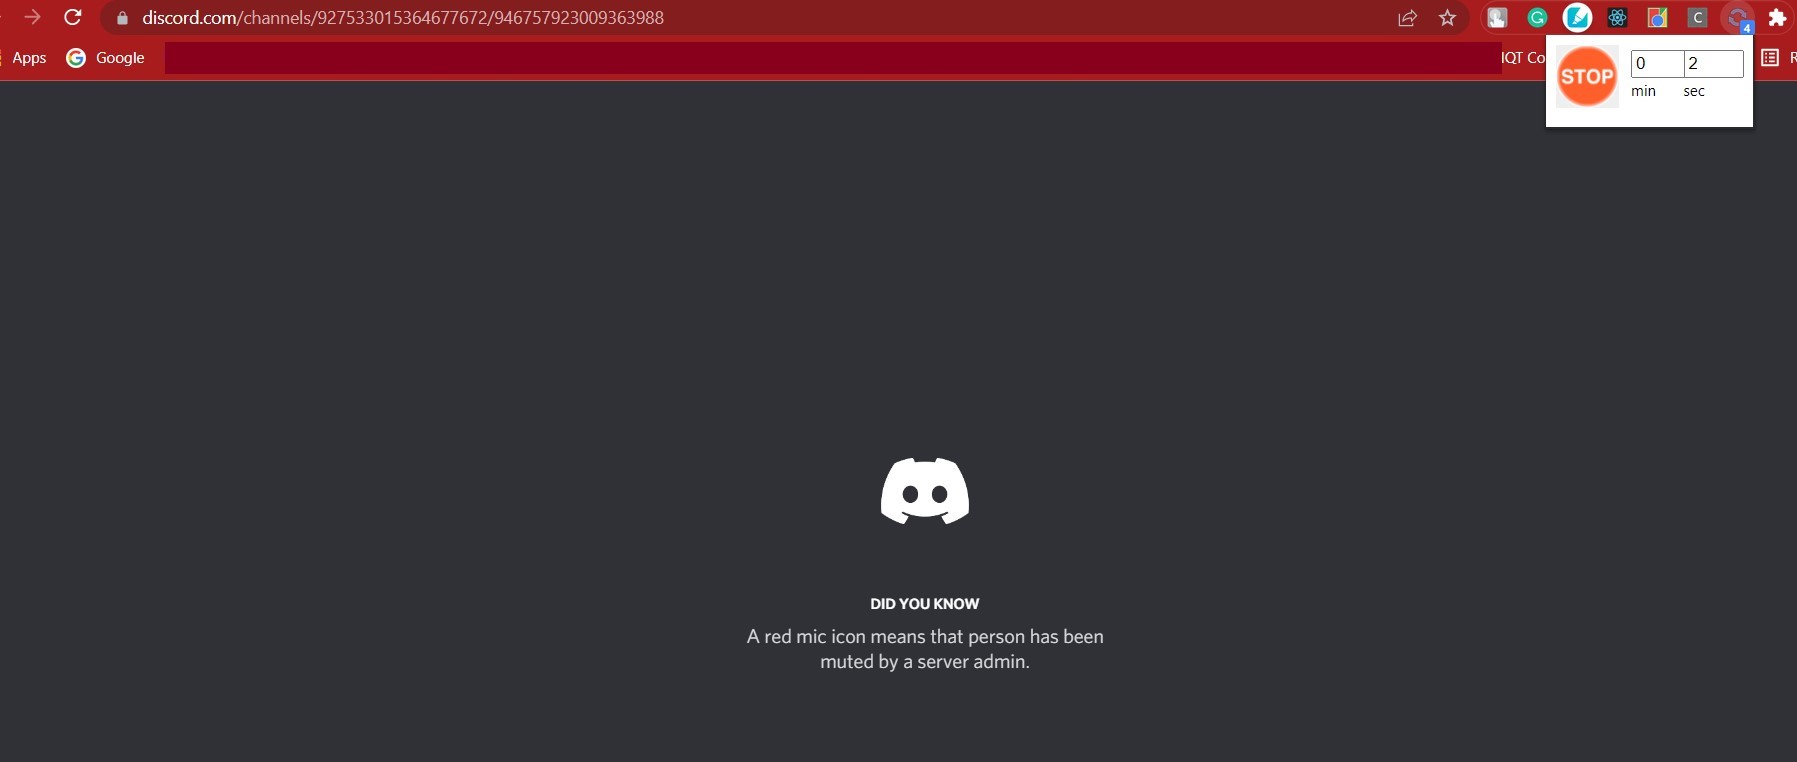 discord.com/channels/927533015364677672/946757923009363988
G
C
4
Apps
G
Google
IQT Co
R
STOP
0
2
min
sec
DID YOU KNOW
A red mic icon means that person has been
muted by a server admin.